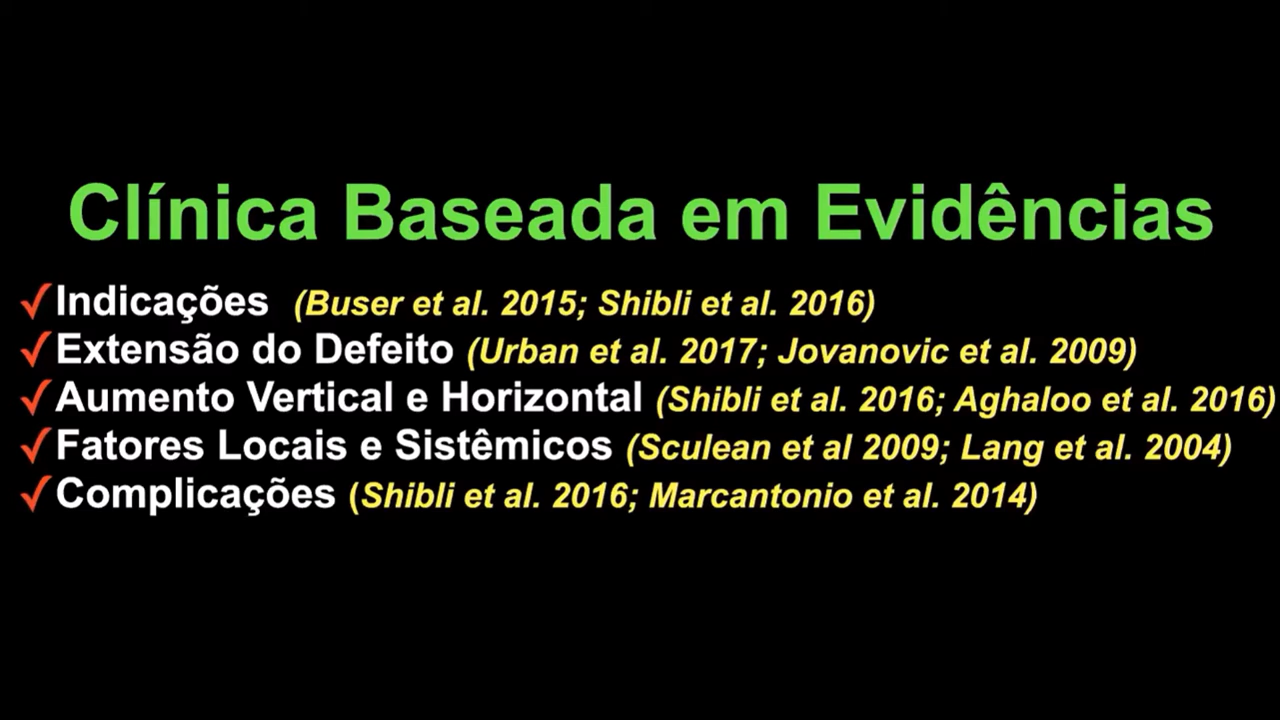 Clínica Baseada em Evidências
✓Indicações (Buser et al. 2015; Shibli et al. 2016)
✓Extensão do Defeito (Urban et al. 2017; Jovanovic et al. 2009)
✓Aumento Vertical e Horizontal (Shibli et al. 2016; Aghaloo et al. 2016)
✓Fatores Locais e Sistêmicos (Sculean et al 2009; Lang et al. 2004)
✓Complicações (Shibli et al. 2016; Marcantonio et al. 2014)